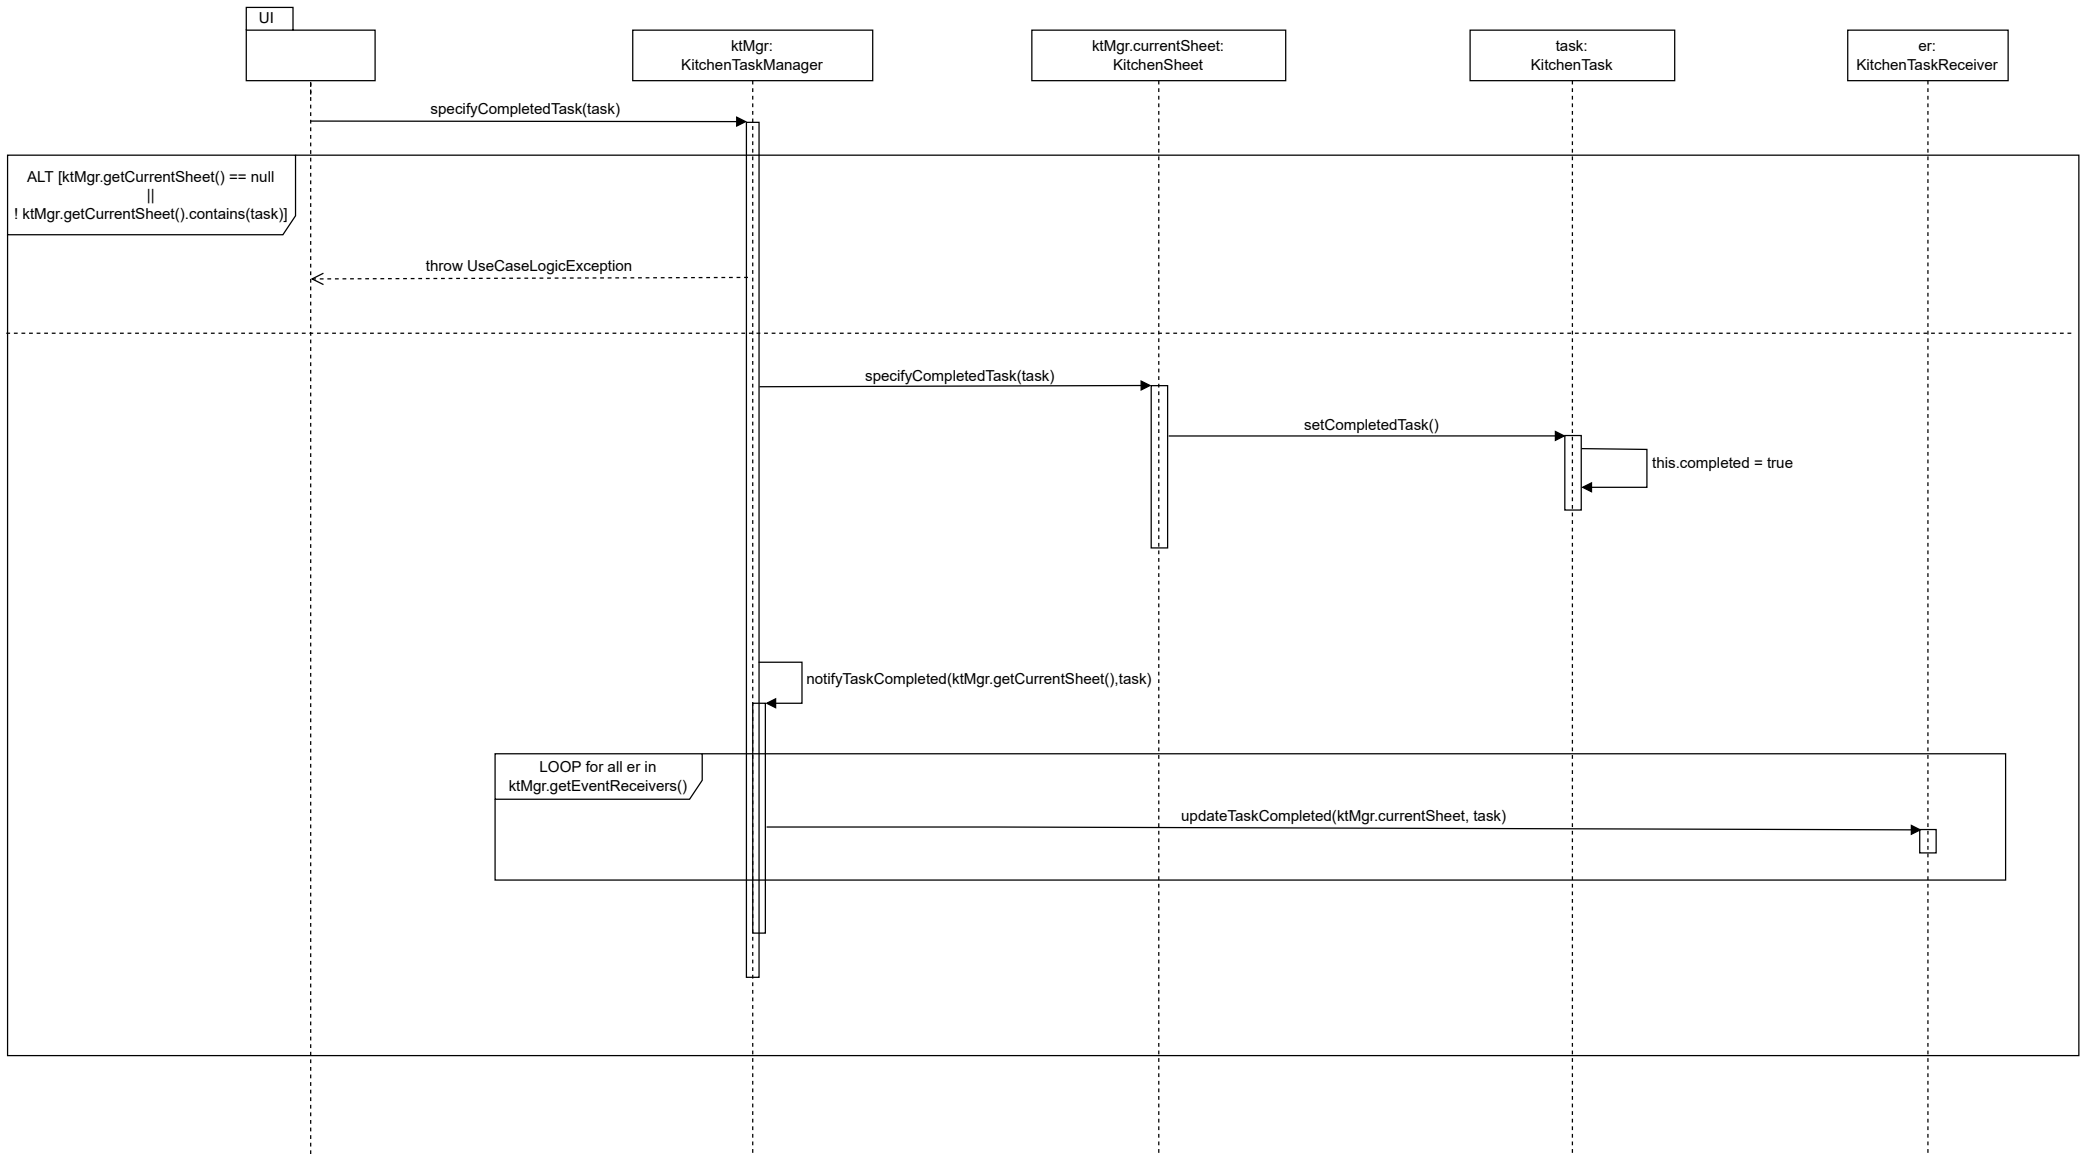 UI
ktMgr:
KitchenTaskManager
ktMgr.currentSheet:
KitchenSheet
task:
KitchenTask
er:
KitchenTaskReceiver
specifyCompletedTask(task)
ALT [ktMgr.getCurrentSheet() == null
||
! ktMgr.getCurrentSheet().contains(task)]
throw UseCaseLogicException
specifyCompletedTask(task)
setCompletedTask()
this.completed = true
notifyTaskCompleted(ktMgr.getCurrentSheet(),task)
LOOP for all er in
ktMgr.getEventReceivers()
updateTaskCompleted(ktMgr.currentSheet, task)